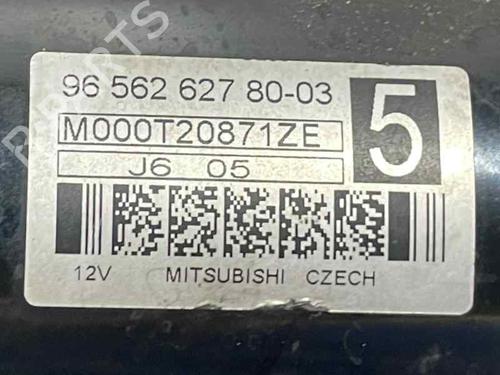 96 562 627 80-03
5
M000T20871ZE
J6 05
12V MITSUBISHI CZECH